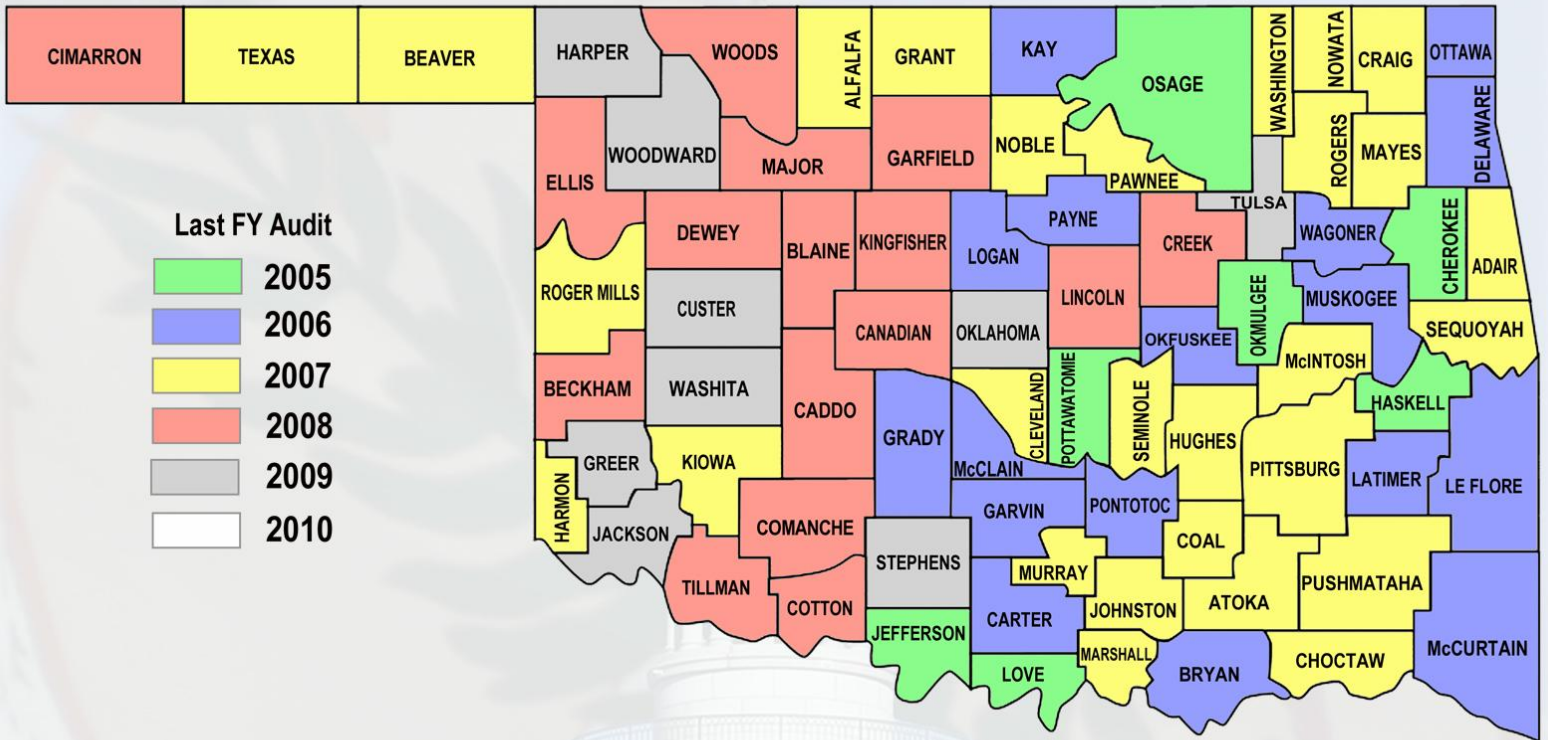 CIMARRON
TEXAS
BEAVER
HARPER
WOODS
ALFALFA
GRANT
KAY
OSAGE
WASHINGTON
NOWATA
CRAIG
OTTAWA
DELAWARE
WOODWARD
ELLIS
MAJOR
GARFIELD
NOBLE
PAWNEE
ROGERS
MAYES
TULSA
DEWEY
BLAINE
KINGFISHER
LOGAN
PAYNE
CREEK
WAGONER
CHEROKEE
ADAIR
ROGER MILLS
CUSTER
CANADIAN
OKLAHOMA
LINCOLN
OKFUSKEE
OKMULGEE
MUSKOGEE
SEQUOYAH
McINTOSH
BECKHAM
WASHITA
CADDO
GRADY
CLEVELAND
POTTAWATOMIE
SEMINOLE
HUGHES
HASKELL
PITTSBURG
LATIMER
LE FLORE
McCLAIN
GREER
KIOWA
HARMON
JACKSON
COMANCHE
GARVIN
PONTOTOC
COAL
STEPHENS
TILLMAN
COTTON
MURRAY
JOHNSTON
ATOKA
PUSHMATAHA
CARTER
JEFFERSON
LOVE
MARSHALL
BRYAN
CHOCTAW
McCURTAIN
Last FY Audit
2005
2006
2007
2008
2009
2010